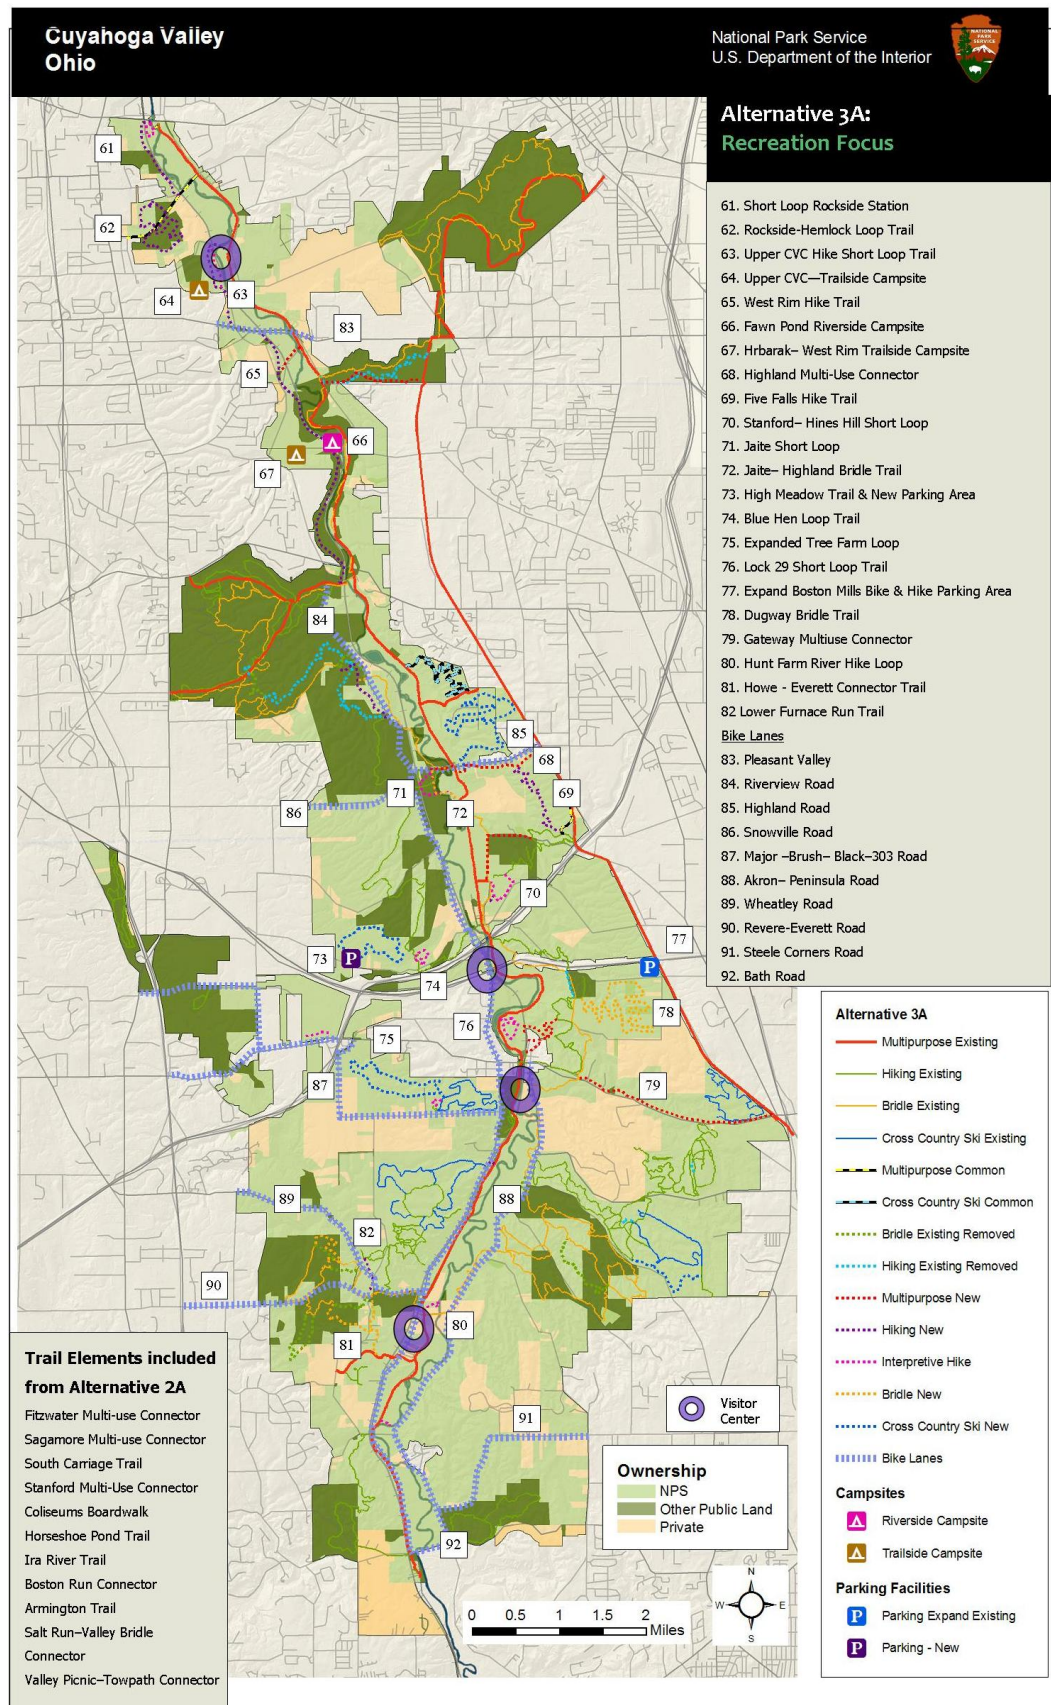 Cuyahoga Valley
Ohio
National Park Service
U.S. Department of the Interior
NATIONAL
PARK
SERVICE
Alternative 3A:
Recreation Focus
61. Short Loop Rockside Station
62. Rockside-Hemlock Loop Trail
63. Upper CVC Hike Short Loop Trail
64. Upper CVC—Trailside Campsite
65. West Rim Hike Trail
66. Fawn Pond Riverside Campsite
67. Hrbarak– West Rim Trailside Campsite
68. Highland Multi-Use Connector
69. Five Falls Hike Trail
70. Stanford– Hines Hill Short Loop
71. Jaite Short Loop
72. Jaite– Highland Bridle Trail
73. High Meadow Trail & New Parking Area
74. Blue Hen Loop Trail
75. Expanded Tree Farm Loop
76. Lock 29 Short Loop Trail
77. Expand Boston Mills Bike & Hike Parking Area
78. Dugway Bridle Trail
79. Gateway Multiuse Connector
80. Hunt Farm River Hike Loop
81. Howe - Everett Connector Trail
82 Lower Furnace Run Trail
Bike Lanes
83. Pleasant Valley
84. Riverview Road
85. Highland Road
86. Snowville Road
87. Major –Brush– Black–303 Road
88. Akron– Peninsula Road
89. Wheatley Road
90. Revere-Everett Road
91. Steele Corners Road
92. Bath Road
61
62
64
63
83
65
66
67
84
85
68
71
69
86
72
70
77
73
74
78
76
75
87
79
89
88
82
90
80
81
91
92
Alternative 3A
Multipurpose Existing
Hiking Existing
Bridle Existing
Cross Country Ski Existing
Multipurpose Common
Cross Country Ski Common
Bridle Existing Removed
Hiking Existing Removed
Multipurpose New
Hiking New
Interpretive Hike
Bridle New
Cross Country Ski New
Bike Lanes
Campsites
Riverside Campsite
Trailside Campsite
Parking Facilities
P Parking Expand Existing
P Parking - New
P
P
Trail Elements included
from Alternative 2A
Fitzwater Multi-use Connector
Sagamore Multi-use Connector
South Carriage Trail
Stanford Multi-Use Connector
Coliseums Boardwalk
Horseshoe Pond Trail
Ira River Trail
Boston Run Connector
Armington Trail
Salt Run–Valley Bridle
Connector
Valley Picnic–Towpath Connector
Visitor
Center
Ownership
NPS
Other Public Land
Private
N
W E
S
0 0.5 1 1.5 2
Miles